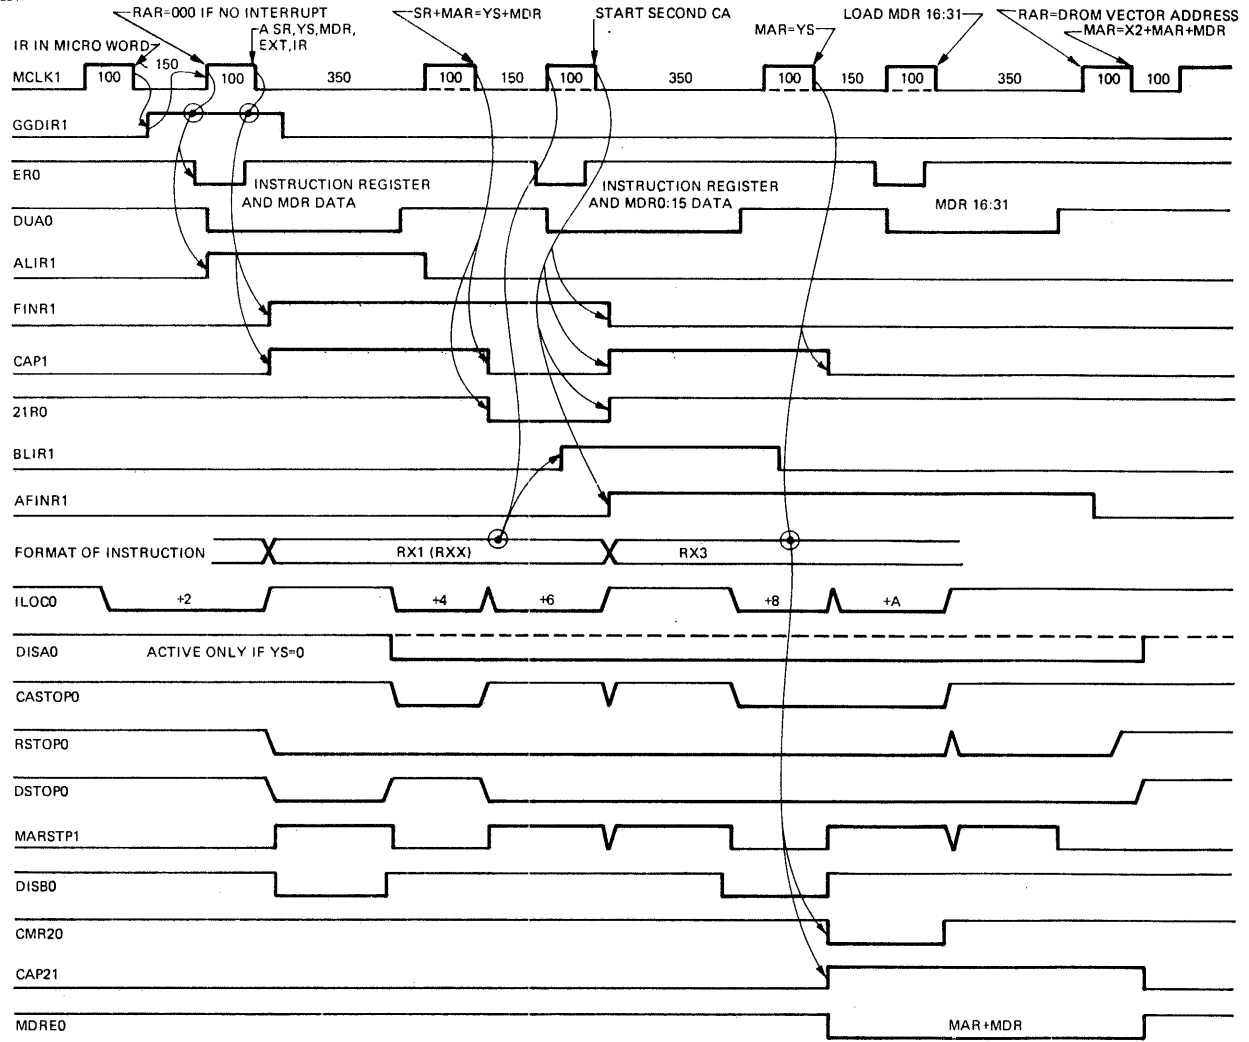 RAR=000 IF NO INTERRUPT
SR+MAR=YS+MDR
START SECOND CA
LOAD MDR 16:31
RAR=DROM VECTOR ADDRESS
A SR,YS,MDR,
EXT,IR
MAR=YS
MAR=X2+MAR+MDR
IR IN MICRO WORD
150
MCLK1 100 100 350 100 150 100 350 100 150 100 350 100 100
GGDIR1
ER0
INSTRUCTION REGISTER
AND MDR DATA
INSTRUCTION REGISTER
AND MDR0:15 DATA
MDR 16:31
DUA0
ALIR1
FINR1
CAP1
21R0
BLIR1
AFINR1
FORMAT OF INSTRUCTION RX1 (RXX) RX3
ILOC0 +2 +4 +6 +8 +A
DISA0 ACTIVE ONLY IF YS=0
CASTOP0
RSTOP0
DSTOP0
MARSTP1
DISB0
CMR20
CAP21
MDRE0 MAR+MDR